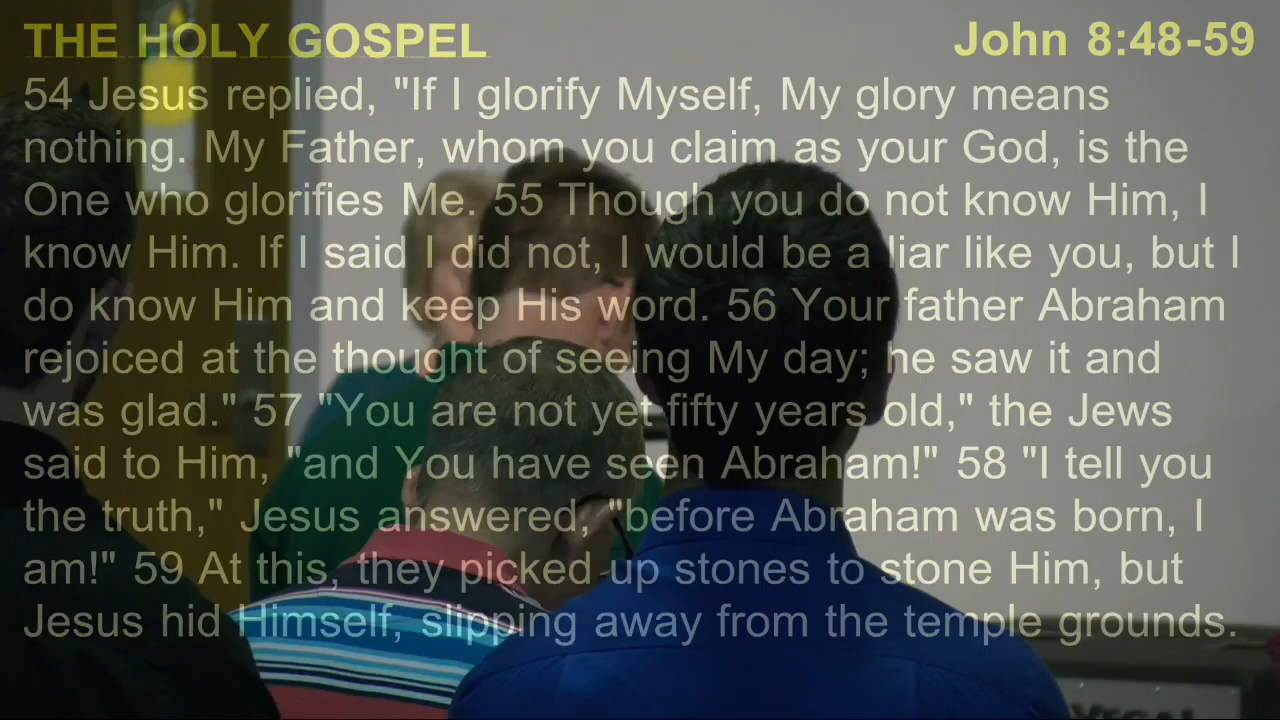 THE HOLY GOSPEL John 8:48-59
54 Jesus replied, "If I glorify Myself, My glory means
nothing. My Father, whom you claim as your God, is the
One who glorifies Me. 55 Though you do not know Him, I
know Him. If I said I did not, I would be a liar like you, but I
do know Him and keep His word. 56 Your father Abraham
rejoiced at the thought of seeing My day; he saw it and
was glad." 57 "You are not yet fifty years old," the Jews
said to Him, "and You have seen Abraham!" 58 "I tell you
the truth," Jesus answered, "before Abraham was born, I
am!" 59 At this, they picked up stones to stone Him, but
Jesus hid Himself, slipping away from the temple grounds.